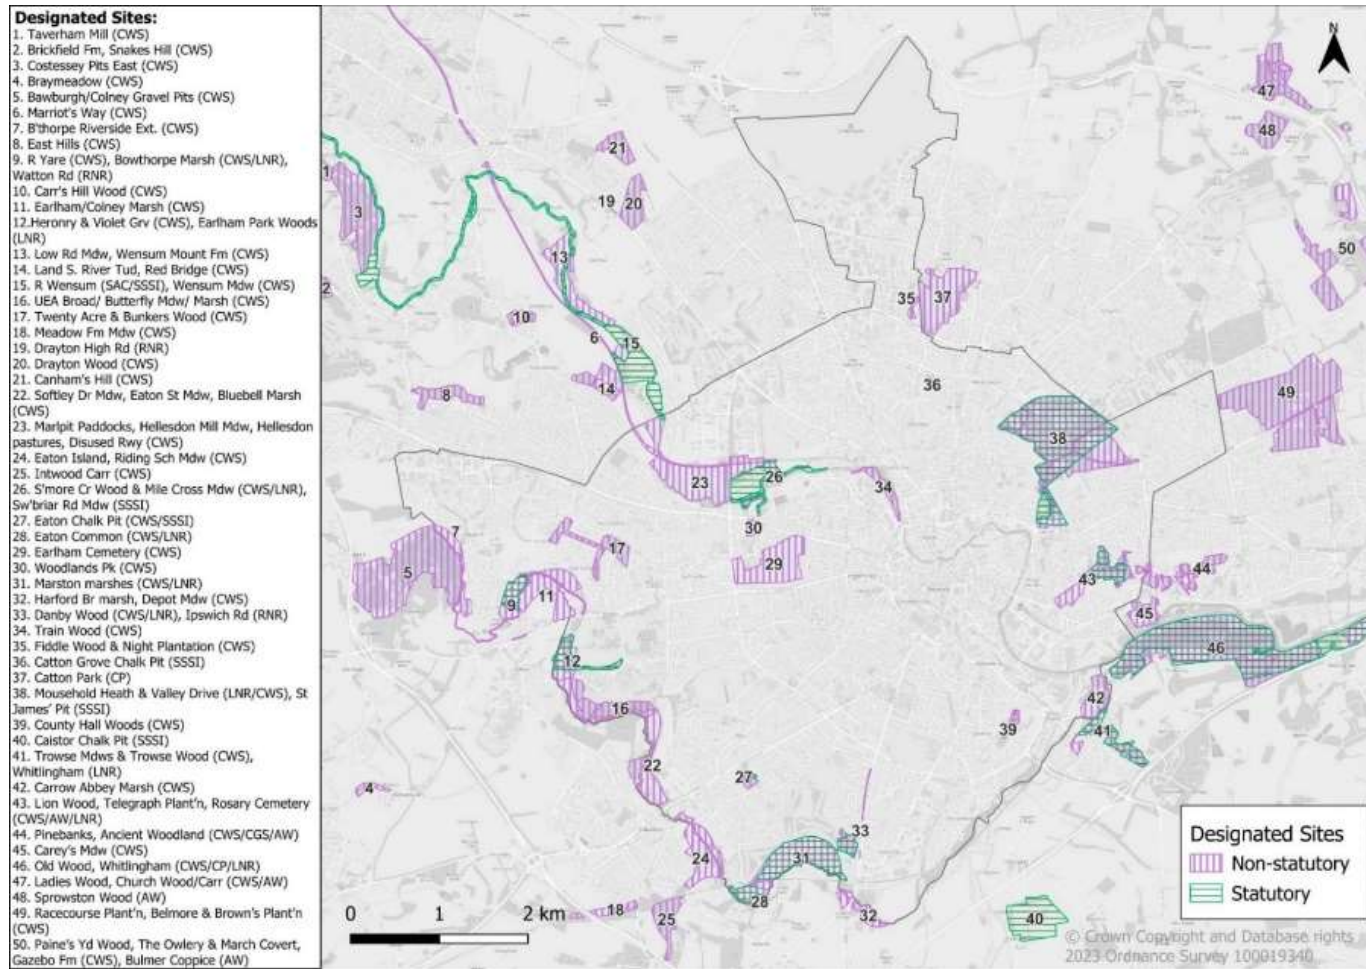 Designated Sites:
1. Taverham Mill (CWS)
2. Brickfield Fm, Snakes Hill (CWS)
3. Costessey Pits East (CWS)
4. Braymeadow (CWS)
5. Bawburgh/Colney Gravel Pits (CWS)
6. Marriot's Way (CWS)
7. B'thorpe Riverside Ext. (CWS)
8. East Hills (CWS)
9. R Yare (CWS), Bowthorpe Marsh (CWS/LNR),
Watton Rd (RNR)
10. Carr's Hill Wood (CWS)
11. Earlham/Colney Marsh (CWS)
12.Heronry & Violet Grv (CWS), Earlham Park Woods
(LNR)
13. Low Rd Mdw, Wensum Mount Fm (CWS)
14. Land S. River Tud, Red Bridge (CWS)
15. R Wensum (SAC/SSSI), Wensum Mdw (CWS)
16. UEA Broad/ Butterfly Mdw/ Marsh (CWS)
17. Twenty Acre & Bunkers Wood (CWS)
18. Meadow Fm Mdw (CWS)
19. Drayton High Rd (RNR)
20. Drayton Wood (CWS)
21. Canham's Hill (CWS)
22. Softley Dr Mdw, Eaton St Mdw, Bluebell Marsh
(CWS)
23. Marlpit Paddocks, Hellesdon Mill Mdw, Hellesdon
pastures, Disused Rwy (CWS)
24. Eaton Island, Riding Sch Mdw (CWS)
25. Intwood Carr (CWS)
26. S'more Cr Wood & Mile Cross Mdw (CWS/LNR),
Sw'briar Rd Mdw (SSSI)
27. Eaton Chalk Pit (CWS/SSSI)
28. Eaton Common (CWS/LNR)
29. Earlham Cemetery (CWS)
30. Woodlands Pk (CWS)
31. Marston marshes (CWS/LNR)
32. Harford Br marsh, Depot Mdw (CWS)
33. Danby Wood (CWS/LNR), Ipswich Rd (RNR)
34. Train Wood (CWS)
35. Fiddle Wood & Night Plantation (CWS)
36. Catton Grove Chalk Pit (SSSI)
37. Catton Park (CP)
38. Mousehold Heath & Valley Drive (LNR/CWS), St
James' Pit (SSSI)
39. County Hall Woods (CWS)
40. Caistor Chalk Pit (SSSI)
41. Trowse Mdws & Trowse Wood (CWS),
Whitlingham (LNR)
42. Carrow Abbey Marsh (CWS)
43. Lion Wood, Telegraph Plant'n, Rosary Cemetery
(CWS/AW/LNR)
44. Pinebanks, Ancient Woodland (CWS/CGS/AW)
45. Carey's Mdw (CWS)
46. Old Wood, Whitlingham (CWS/CP/LNR)
47. Ladies Wood, Church Wood/Carr (CWS/AW)
48. Sprowston Wood (AW)
49. Racecourse Plant'n, Belmore & Brown's Plant'n
(CWS)
50. Paine's Yd Wood, The Owlery & March Covert,
Gazebo Fm (CWS), Bulmer Coppice (AW)
N
47
48
21
1
19
20
3
50
13
2
35
37
10
6
15
36
14
8
49
38
23
26
34
30
7
17
29
5
43
44
9
11
45
46
12
16
42
39
41
22
27
4
33
24
31
28
18
25
32
40
0 1 2 km
Designated Sites
Non-statutory
Statutory
© Crown Copyright and Database rights
2023 Ordnance Survey 100019340